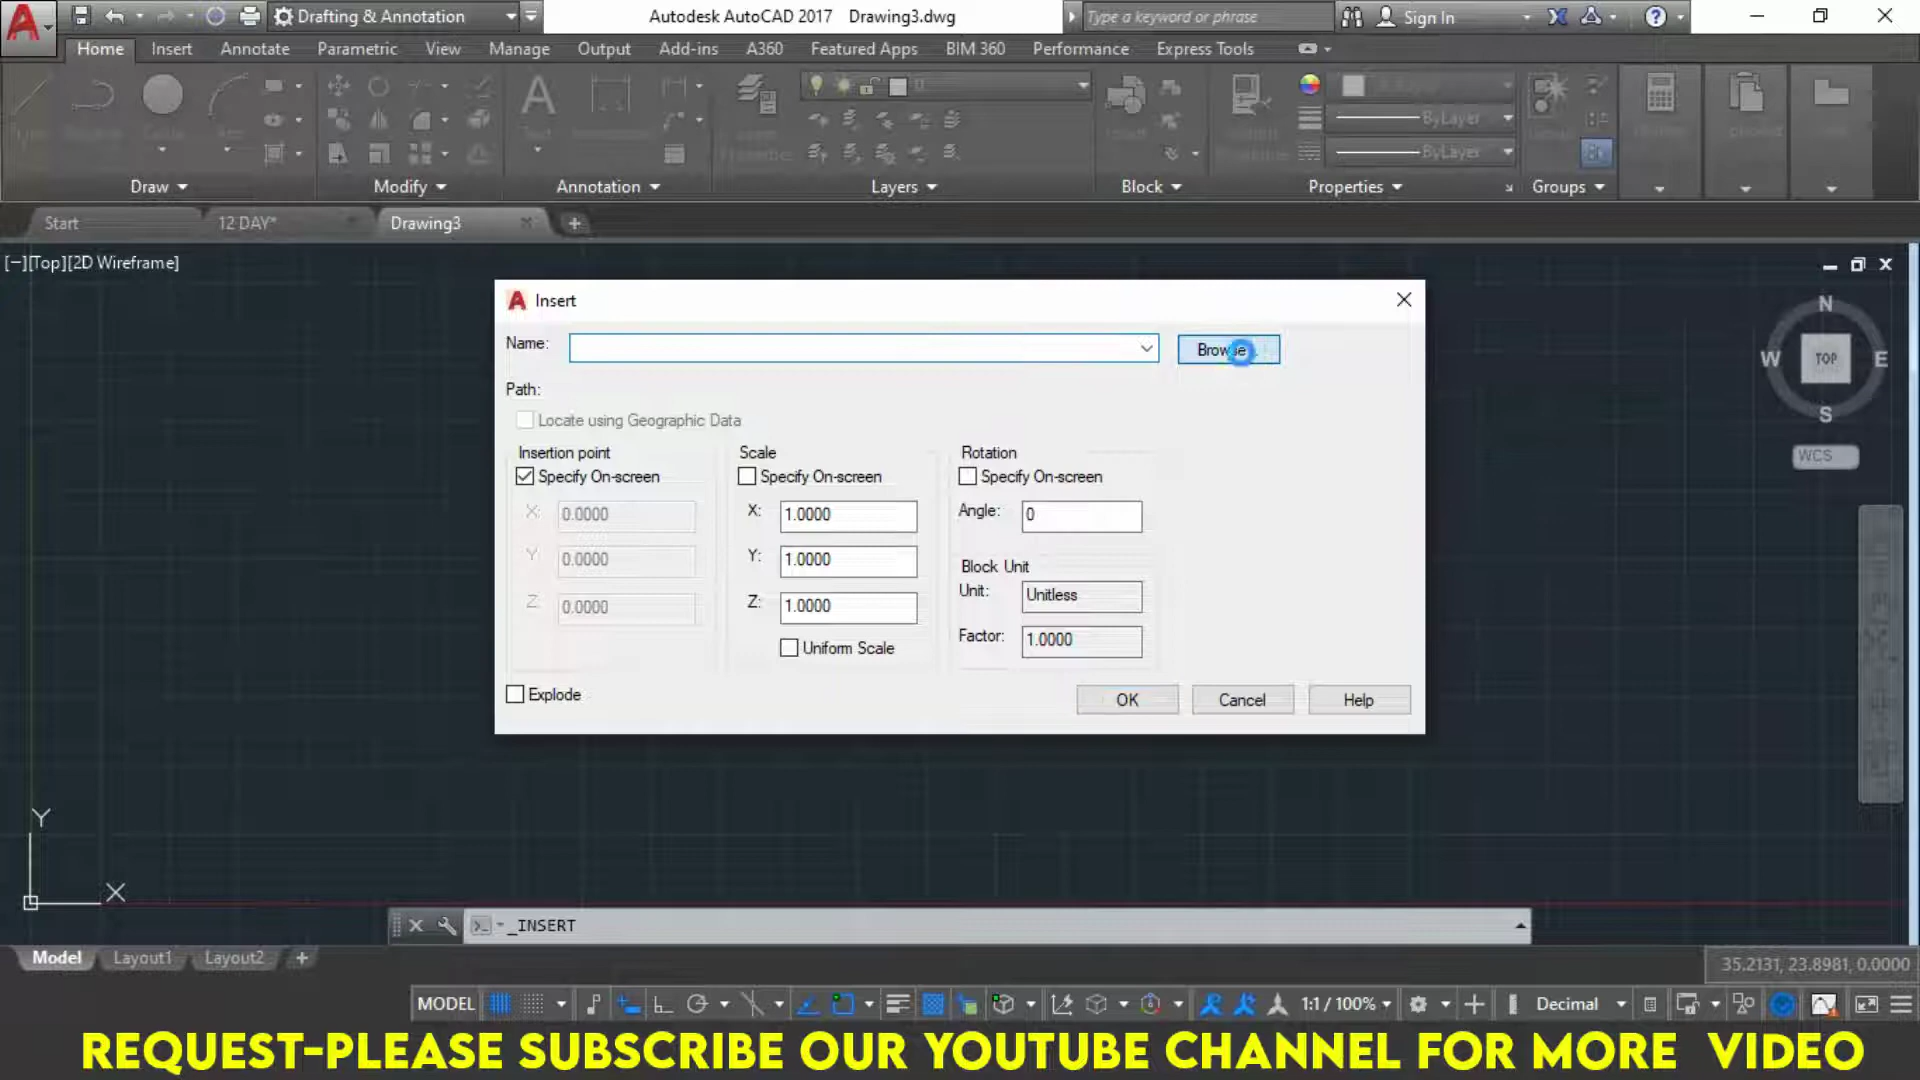 Drafting & Annotation
Autodesk AutoCAD 2017 Drawing3.dwg
Type a keyword or phrase
Sign In
Home Insert Annotate Parametric View Manage Output Add-ins A360 Featured Apps BIM 360 Performance Express Tools
0
ByLayer
ByLayer
Draw Modify Annotation Layers Block Properties Groups
Start 12 DAY* Drawing3
[−][Top][2D Wireframe]
N
W TOP E
S
WCS
Insert
Name: Browse
Path:
Locate using Geographic Data
Insertion point Scale Rotation
Specify On-screen Specify On-screen Specify On-screen
X: 0.0000 X: 1.0000 Angle: 0
Y: 0.0000 Y: 1.0000 Block Unit
Unit: Unitless
Z: 0.0000 Z: 1.0000
Factor: 1.0000
Uniform Scale
Explode OK Cancel Help
Y
X
_INSERT
Model Layout1 Layout2 +
35.2131, 23.8981, 0.0000
MODEL 1:1 / 100% Decimal
REQUEST-PLEASE SUBSCRIBE OUR YOUTUBE CHANNEL FOR MORE VIDEO